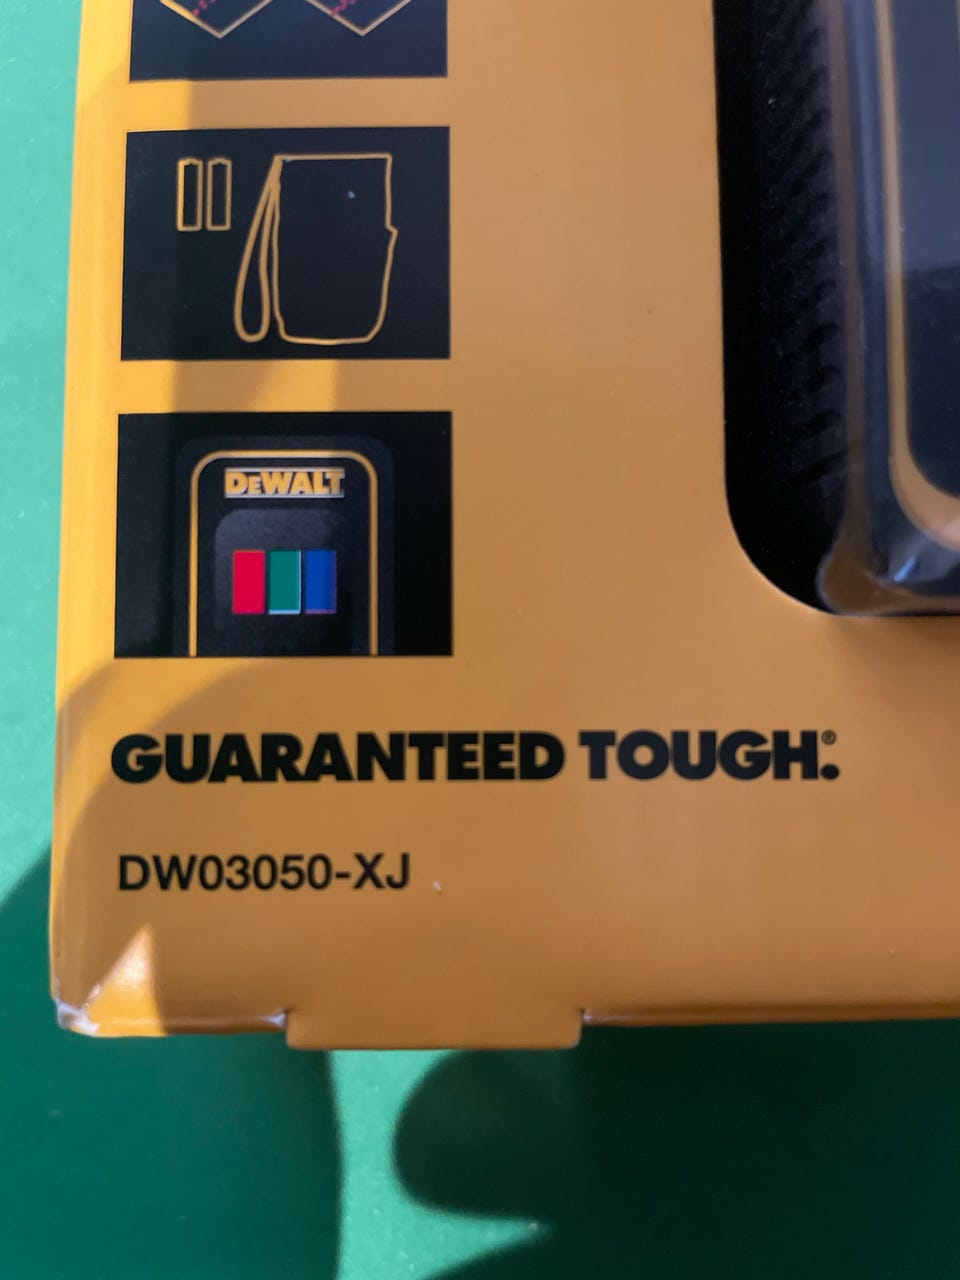 DEWALT
GUARANTEED TOUGH.®
DW03050-XJ